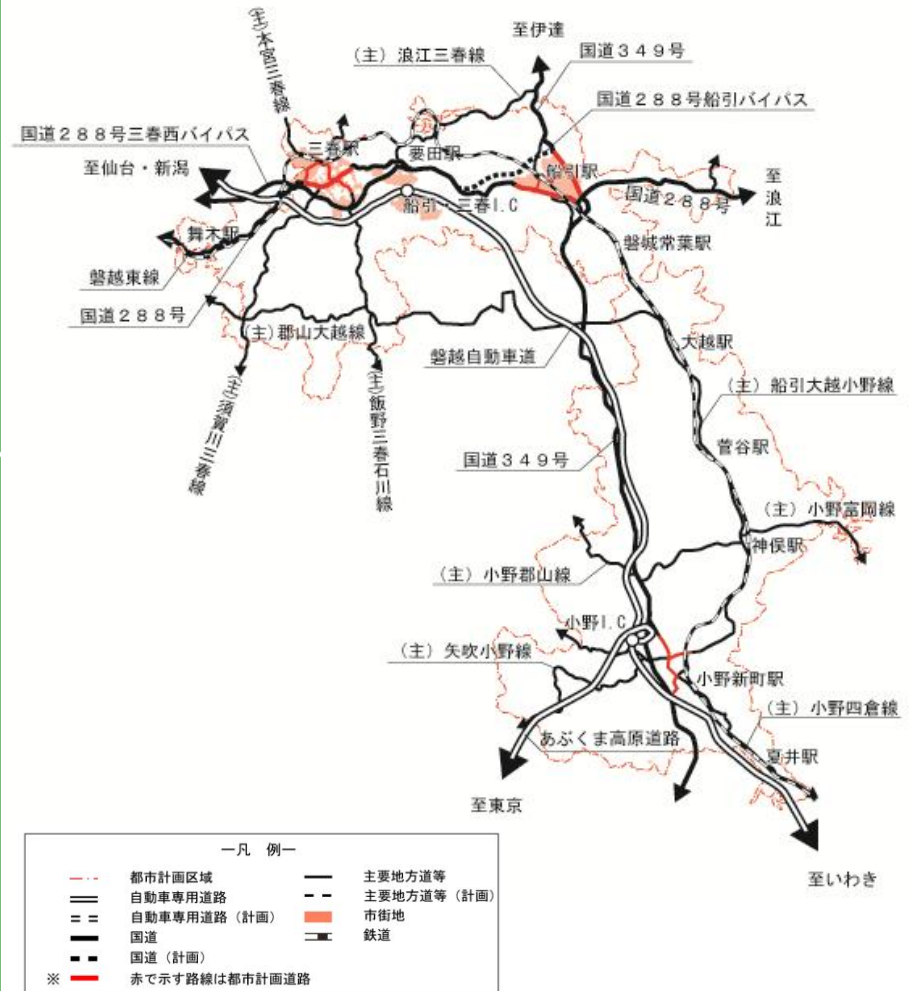 至伊達
(主)本宮三春線
(主) 浪江三春線
国道349号
国道288号船引バイパス
国道288号三春西バイパス
三春駅
要田駅
船引駅
至仙台・新潟
至浪江
国道288号
船引・三春I.C
舞木駅
磐城常葉駅
磐越東線
国道288号
(主)郡山大越線
大越駅
磐越自動車道
(主) 船引大越小野線
(主)須賀川三春線
(主)飯野三春石川線
菅谷駅
国道349号
(主) 小野富岡線
神俣駅
(主) 小野郡山線
小野I.C
(主) 矢吹小野線
小野新町駅
(主) 小野四倉線
あぶくま高原道路
夏井駅
至東京
至いわき
―凡 例―
都市計画区域
自動車専用道路
自動車専用道路(計画)
国道
国道(計画)
※ 赤で示す路線は都市計画道路
主要地方道等
主要地方道等(計画)
市街地
鉄道